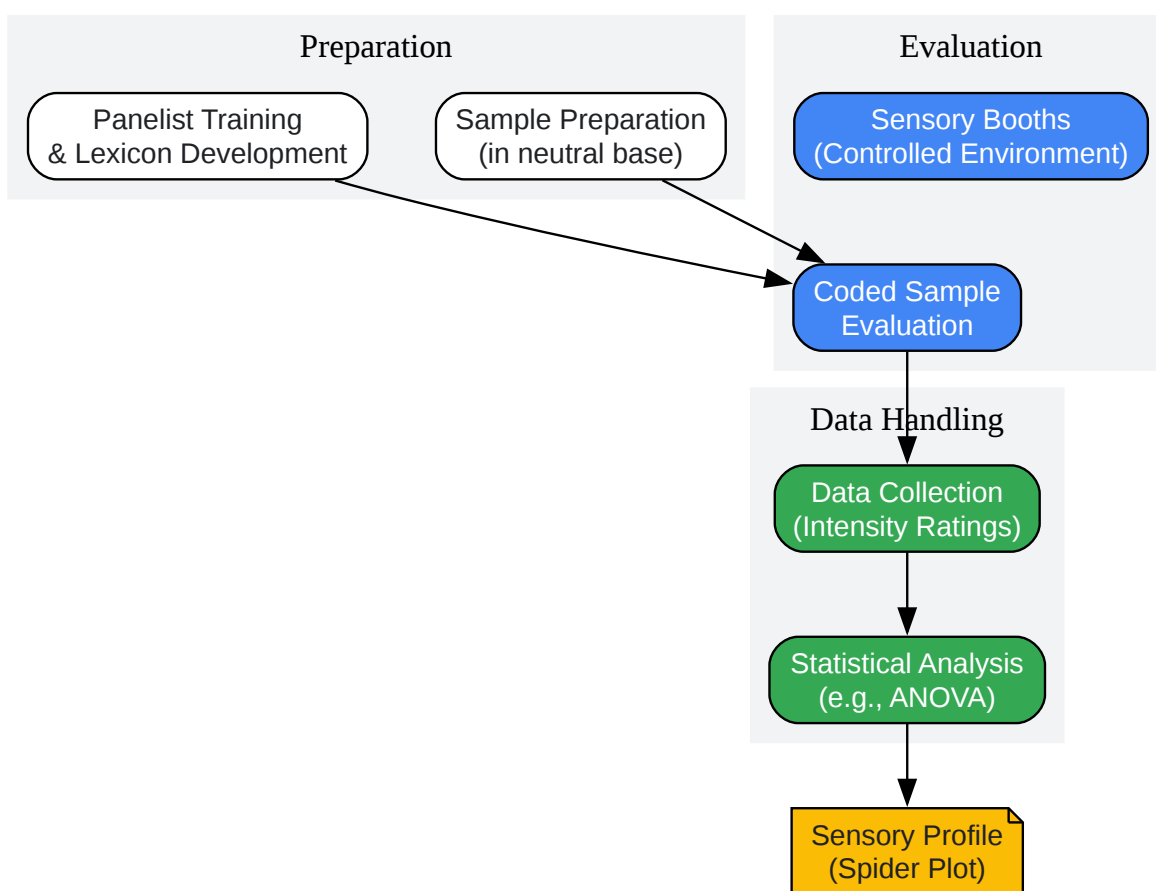 Preparation
Panelist Training
& Lexicon Development
Sample Preparation
(in neutral base)
Evaluation
Sensory Booths
(Controlled Environment)
Coded Sample
Evaluation
Data Handling
Data Collection
(Intensity Ratings)
Statistical Analysis
(e.g., ANOVA)
Sensory Profile
(Spider Plot)